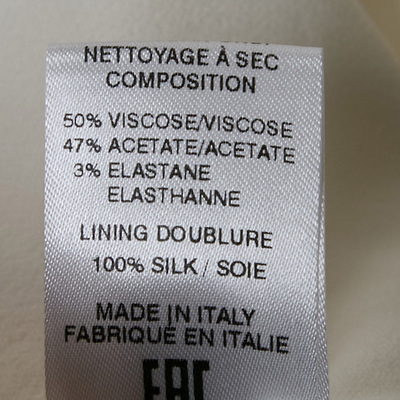 NETTOYAGE À SEC
COMPOSITION
50% VISCOSE/VISCOSE
47% ACETATE/ACETATE
3% ELASTANE
ELASTHANNE
LINING DOUBLURE
100% SILK / SOIE
MADE IN ITALY
FABRIQUE EN ITALIE
EAC